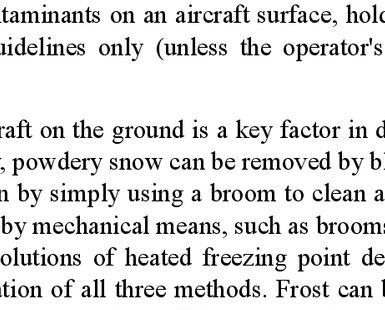 taminants on an aircraft surface, hold
uidelines only (unless the operator's
raft on the ground is a key factor in d
, powdery snow can be removed by bl
n by simply using a broom to clean a
by mechanical means, such as brooms
olutions of heated freezing point de
ation of all three methods. Frost can b